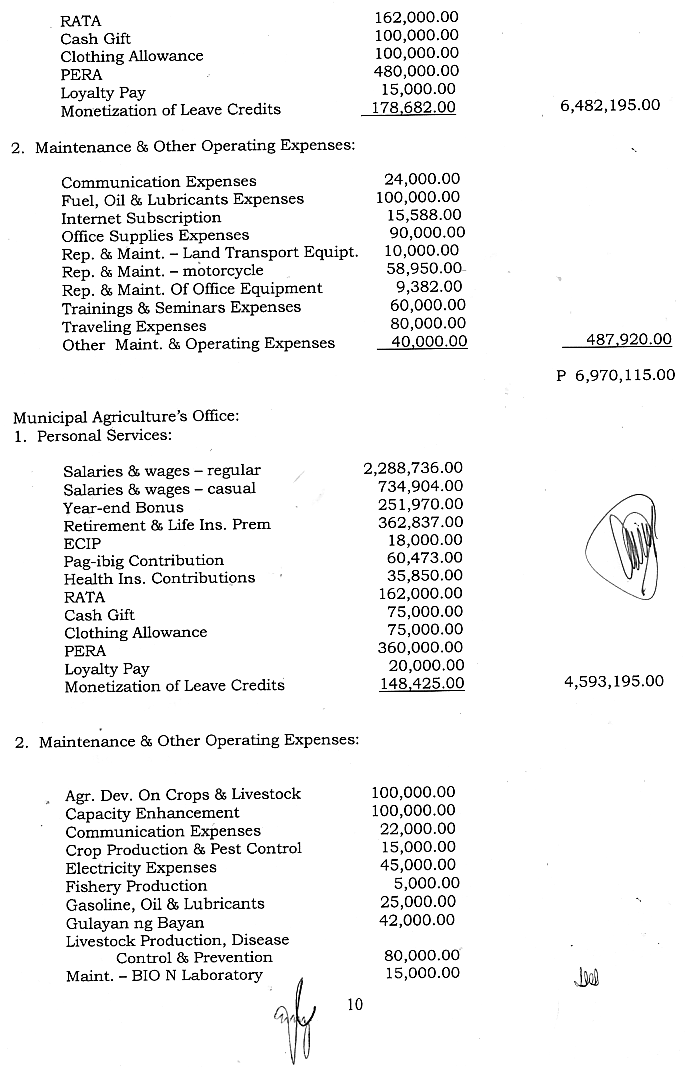 RATA 162,000.00
Cash Gift 100,000.00
Clothing Allowance 100,000.00
PERA 480,000.00
Loyalty Pay 15,000.00
Monetization of Leave Credits 178,682.00 6,482,195.00
2. Maintenance & Other Operating Expenses:
Communication Expenses 24,000.00
Fuel, Oil & Lubricants Expenses 100,000.00
Internet Subscription 15,588.00
Office Supplies Expenses 90,000.00
Rep. & Maint. – Land Transport Equipt. 10,000.00
Rep. & Maint. – motorcycle 58,950.00
Rep. & Maint. Of Office Equipment 9,382.00
Trainings & Seminars Expenses 60,000.00
Traveling Expenses 80,000.00
Other Maint. & Operating Expenses 40,000.00 487,920.00
P 6,970,115.00
Municipal Agriculture's Office:
1. Personal Services:
Salaries & wages – regular 2,288,736.00
Salaries & wages – casual 734,904.00
Year-end Bonus 251,970.00
Retirement & Life Ins. Prem 362,837.00
ECIP 18,000.00
Pag-ibig Contribution 60,473.00
Health Ins. Contributions 35,850.00
RATA 162,000.00
Cash Gift 75,000.00
Clothing Allowance 75,000.00
PERA 360,000.00
Loyalty Pay 20,000.00
Monetization of Leave Credits 148,425.00 4,593,195.00
2. Maintenance & Other Operating Expenses:
Agr. Dev. On Crops & Livestock 100,000.00
Capacity Enhancement 100,000.00
Communication Expenses 22,000.00
Crop Production & Pest Control 15,000.00
Electricity Expenses 45,000.00
Fishery Production 5,000.00
Gasoline, Oil & Lubricants 25,000.00
Gulayan ng Bayan 42,000.00
Livestock Production, Disease
Control & Prevention 80,000.00
Maint. – BIO N Laboratory 15,000.00
10